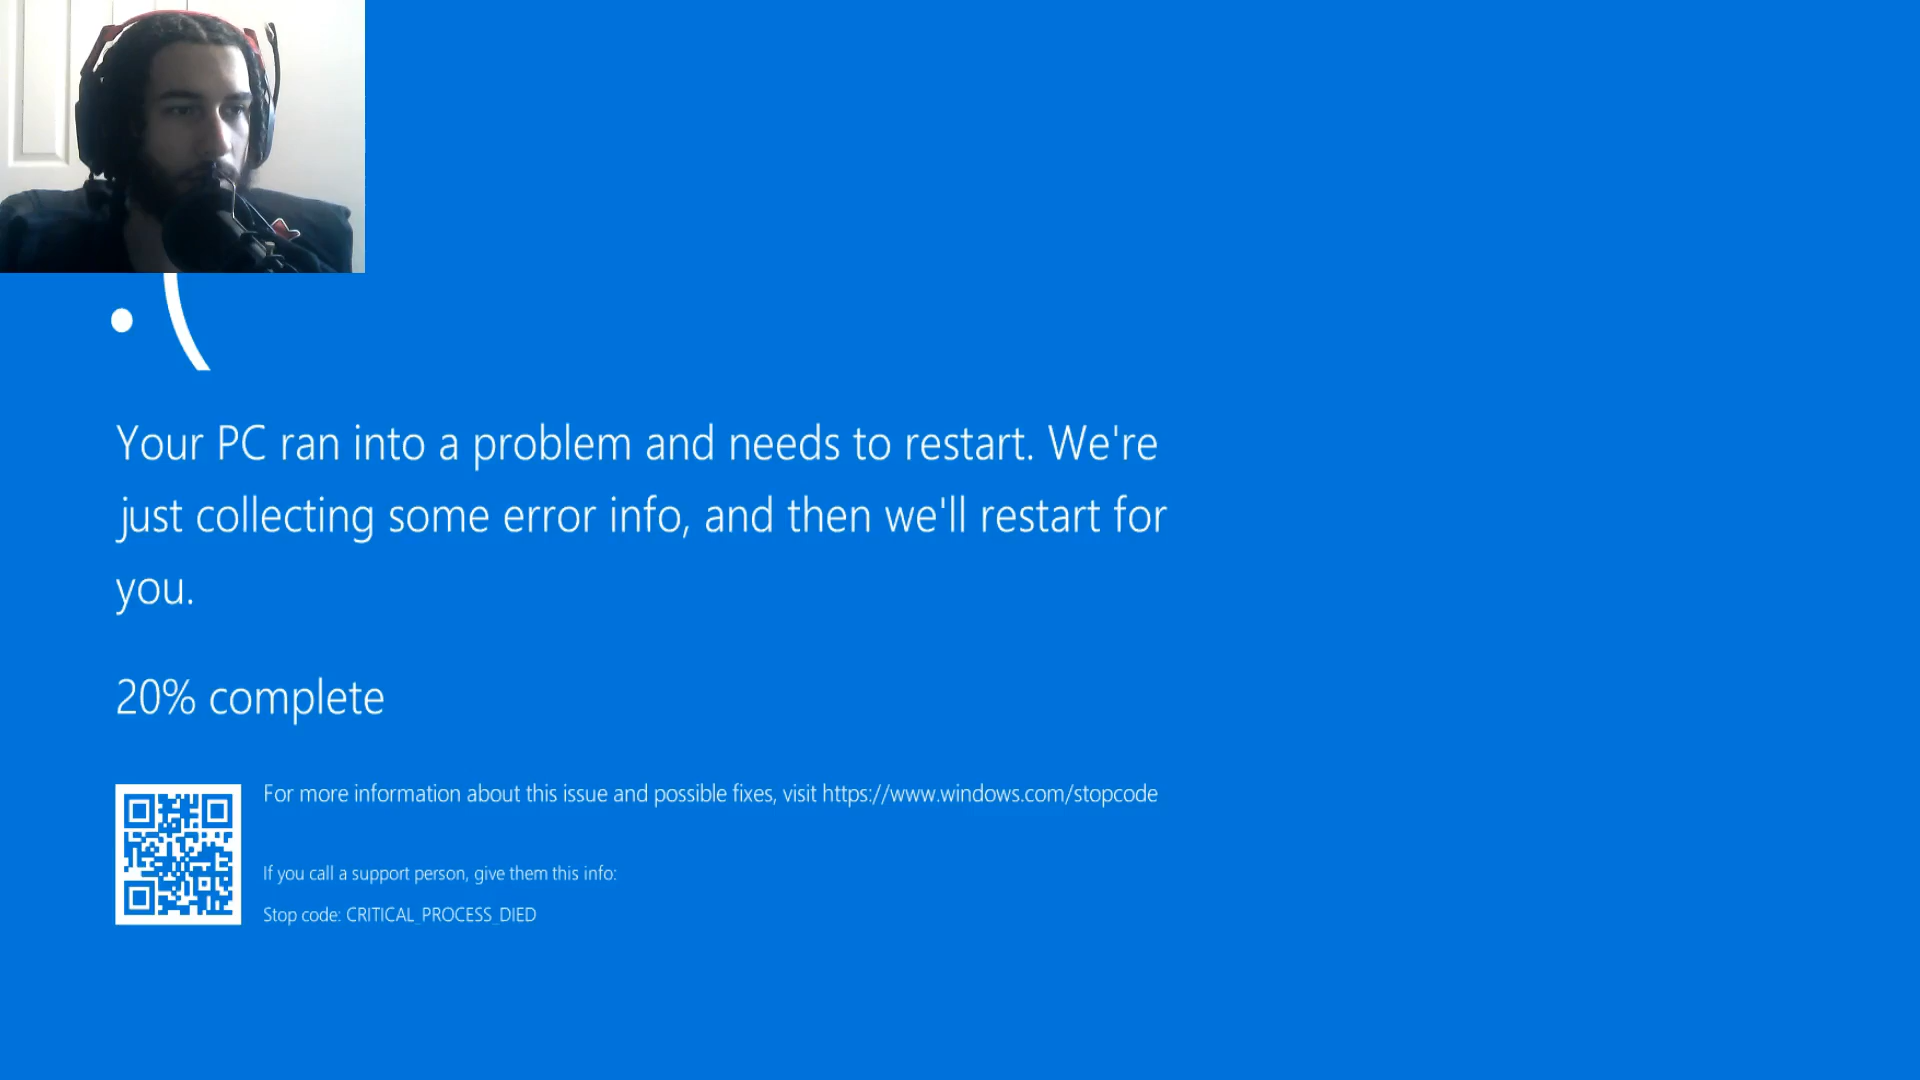 :(
Your PC ran into a problem and needs to restart. We're
just collecting some error info, and then we'll restart for
you.
20% complete
For more information about this issue and possible fixes, visit https://www.windows.com/stopcode
If you call a support person, give them this info:
Stop code: CRITICAL_PROCESS_DIED